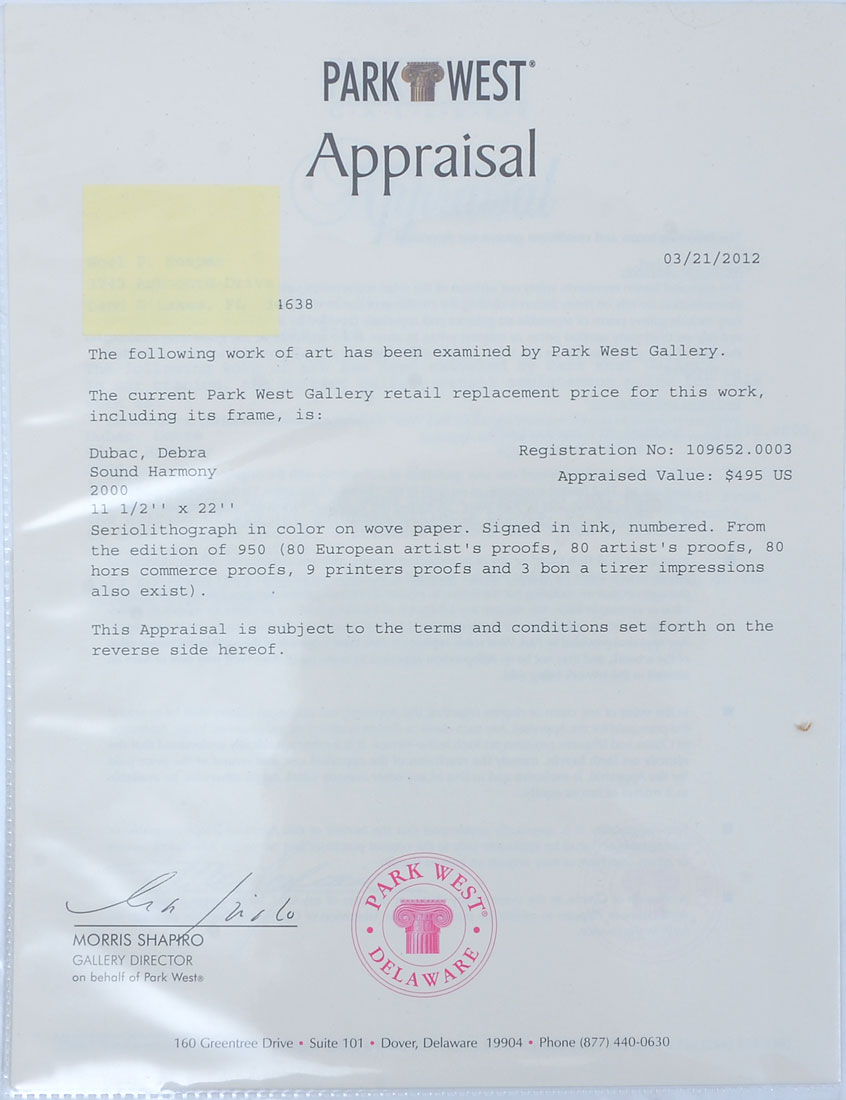 PARK WEST®
Appraisal
03/21/2012
1638
The following work of art has been examined by Park West Gallery.
The current Park West Gallery retail replacement price for this work,
including its frame, is:
Dubac, Debra
Registration No: 109652.0003
Sound Harmony
Appraised Value: $495 US
2000
11 1/2'' x 22''
Seriolithograph in color on wove paper. Signed in ink, numbered. From
the edition of 950 (80 European artist's proofs, 80 artist's proofs, 80
hors commerce proofs, 9 printers proofs and 3 bon a tirer impressions
also exist).
This Appraisal is subject to the terms and conditions set forth on the
reverse side hereof.
MORRIS SHAPIRO
GALLERY DIRECTOR
on behalf of Park West®
PARK WEST®
• DELAWARE •
160 Greentree Drive • Suite 101 • Dover, Delaware 19904 • Phone (877) 440-0630